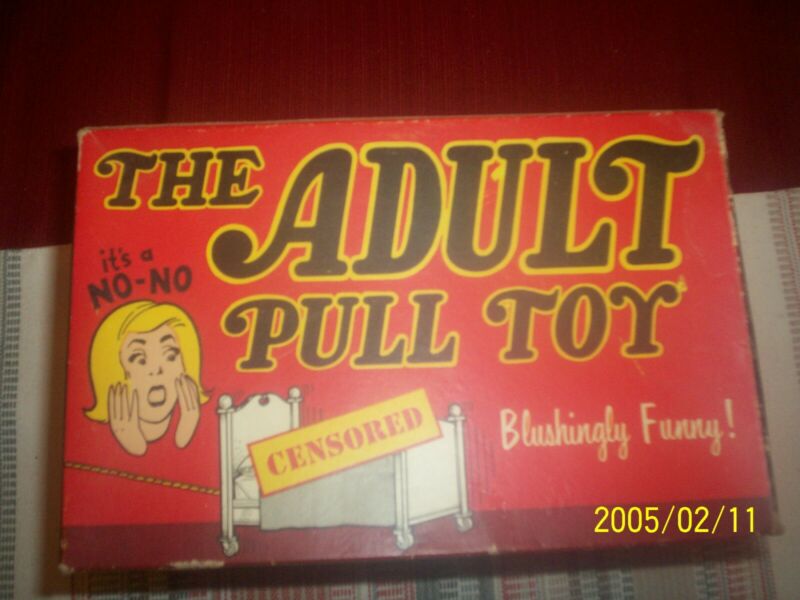 THE ADULT
PULL TOY
"it's a
NO-NO
CENSORED
Blushingly Funny!
2005/02/11